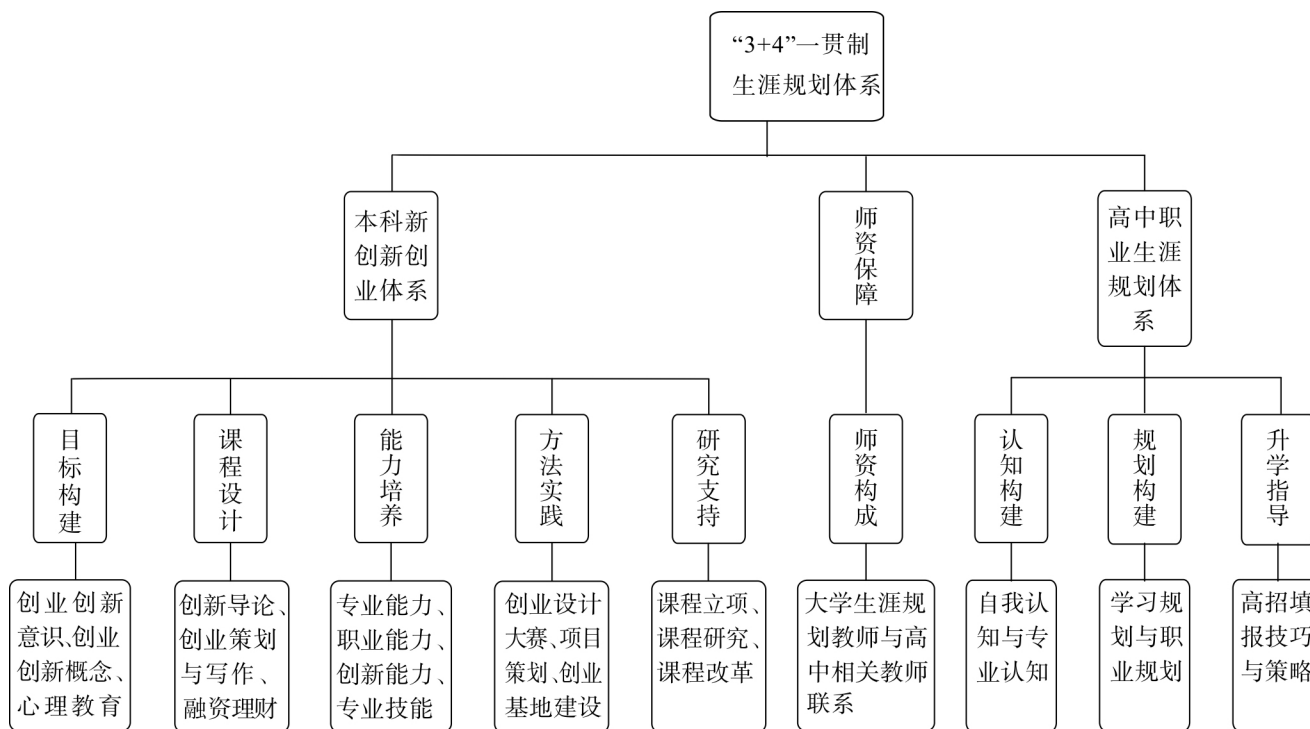 “3+4”一贯制
生涯规划体系
本科新
创新创
业体系
师资保障
高中职
业生涯
规划体
系
目标构建
课程设计
能力培养
方法实践
研究支持
师资构成
认知构建
规划构建
升学指导
创业创新
意识、创业
创新概念、
心理教育
创新导论、
创业策划
与写作、
融资理财
专业能力、
职业能力、
创新能力、
专业技能
创业设计
大赛、项目
策划、创业
基地建设
课程立项、
课程研究、
课程改革
大学生涯规
划教师与高
中相关教师
联系
自我认
知与专
业认知
学习规
划与职
业规划
高招填
报技巧
与策略